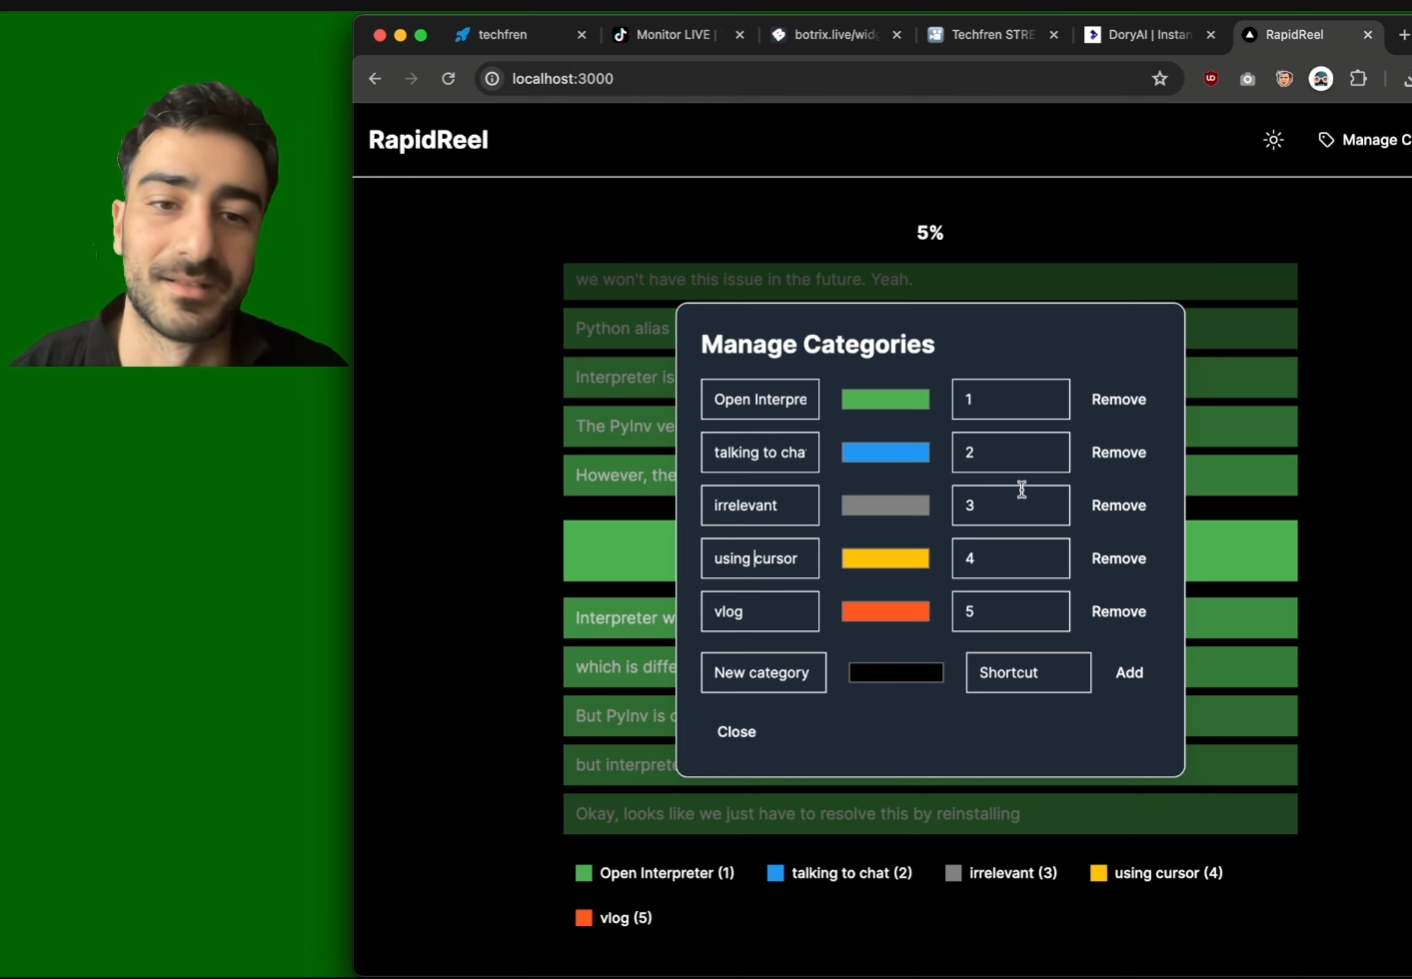 techfren
Monitor LIVE |
botrix.live/widg
Techfren STRE
DoryAI | Instan
RapidReel
localhost:3000
RapidReel
Manage C
5%
we won't have this issue in the future. Yeah.
Python alias
Interpreter is
The PyInv ve
However, the
Interpreter w
which is diffe
But PyInv is c
but interprete
Okay, looks like we just have to resolve this by reinstalling
Manage Categories
Open Interpre 1 Remove
talking to cha 2 Remove
irrelevant 3 Remove
using cursor 4 Remove
vlog 5 Remove
New category Shortcut Add
Close
Open Interpreter (1) talking to chat (2) irrelevant (3) using cursor (4)
vlog (5)